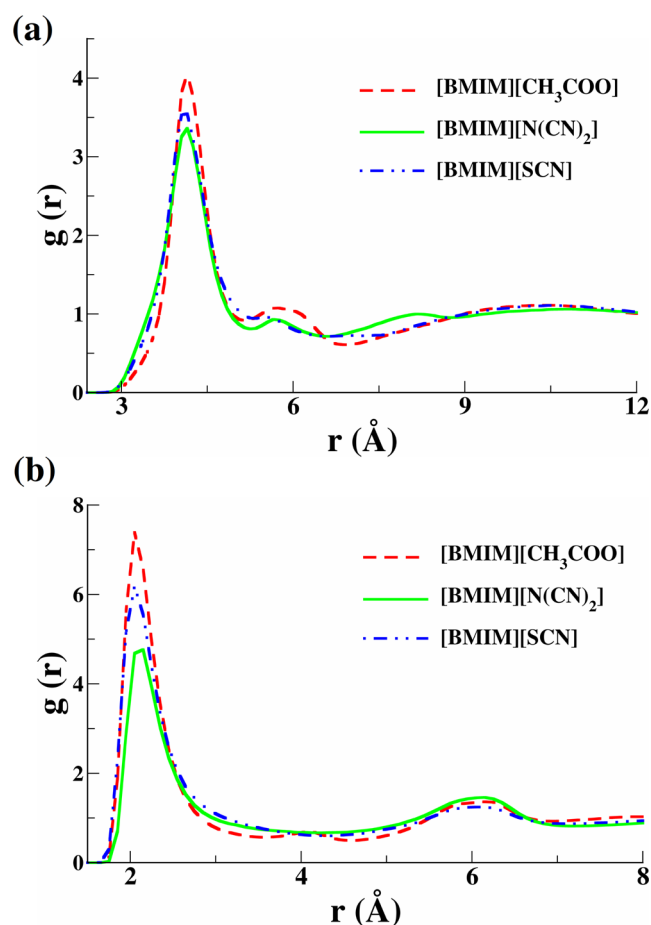 (a)
g (r)
4
3
2
1
0
[BMIM][CH₃COO]
[BMIM][N(CN)₂]
[BMIM][SCN]
3 6 9 12
r (Å)
(b)
g (r)
8
6
4
2
0
[BMIM][CH₃COO]
[BMIM][N(CN)₂]
[BMIM][SCN]
2 4 6 8
r (Å)